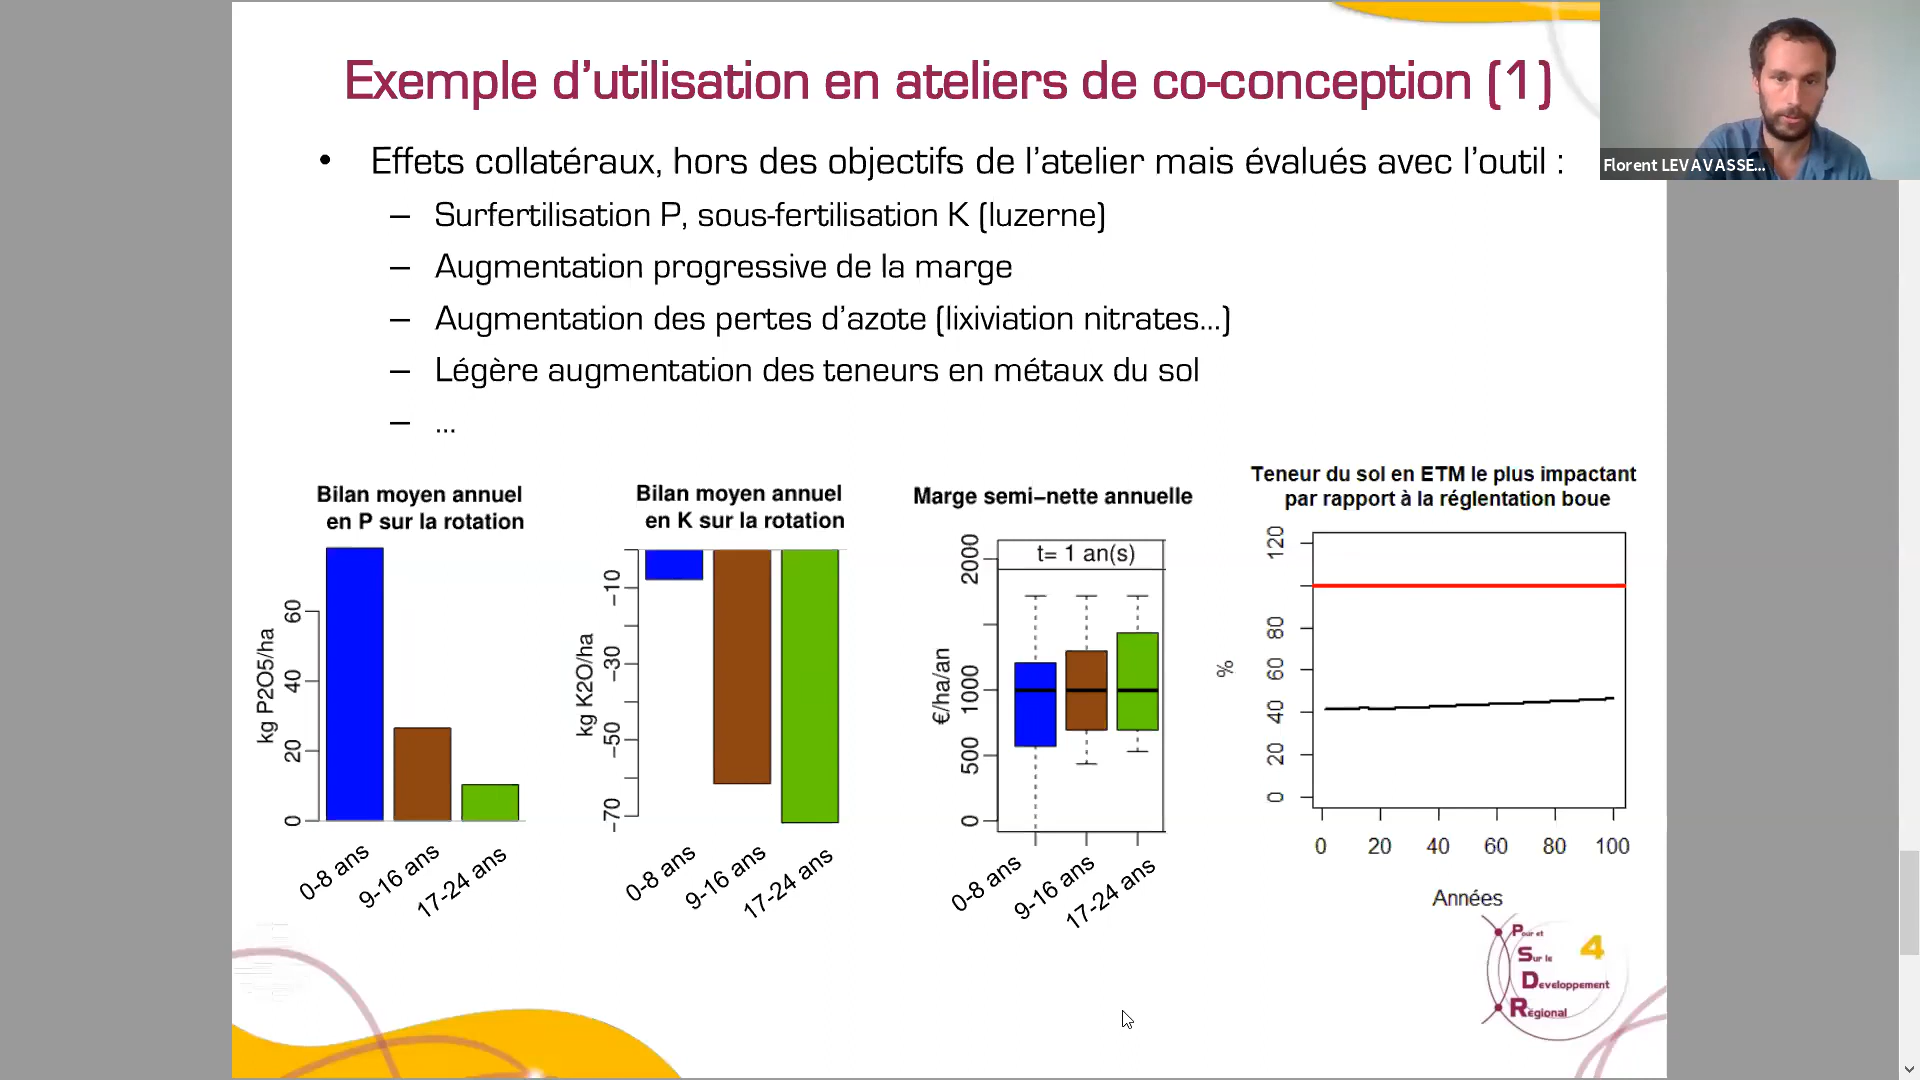 Exemple d’utilisation en ateliers de co-conception (1)
Florent LEVAVASSE...
• Effets collatéraux, hors des objectifs de l’atelier mais évalués avec l’outil :
– Surfertilisation P, sous-fertilisation K (luzerne)
– Augmentation progressive de la marge
– Augmentation des pertes d’azote (lixiviation nitrates...)
– Légère augmentation des teneurs en métaux du sol
– ...
Bilan moyen annuel
en P sur la rotation
kg P2O5/ha
0 20 40 60
0-8 ans
9-16 ans
17-24 ans
Bilan moyen annuel
en K sur la rotation
kg K2O/ha
−70 −50 −30 −10
0-8 ans
9-16 ans
17-24 ans
Marge semi−nette annuelle
t= 1 an(s)
€/ha/an
0 500 1000 2000
0-8 ans
9-16 ans
17-24 ans
Teneur du sol en ETM le plus impactant
par rapport à la réglentation boue
%
0 20 40 60 80 120
0 20 40 60 80 100
Années
Pour et
Sur le
Developpement
Régional
4